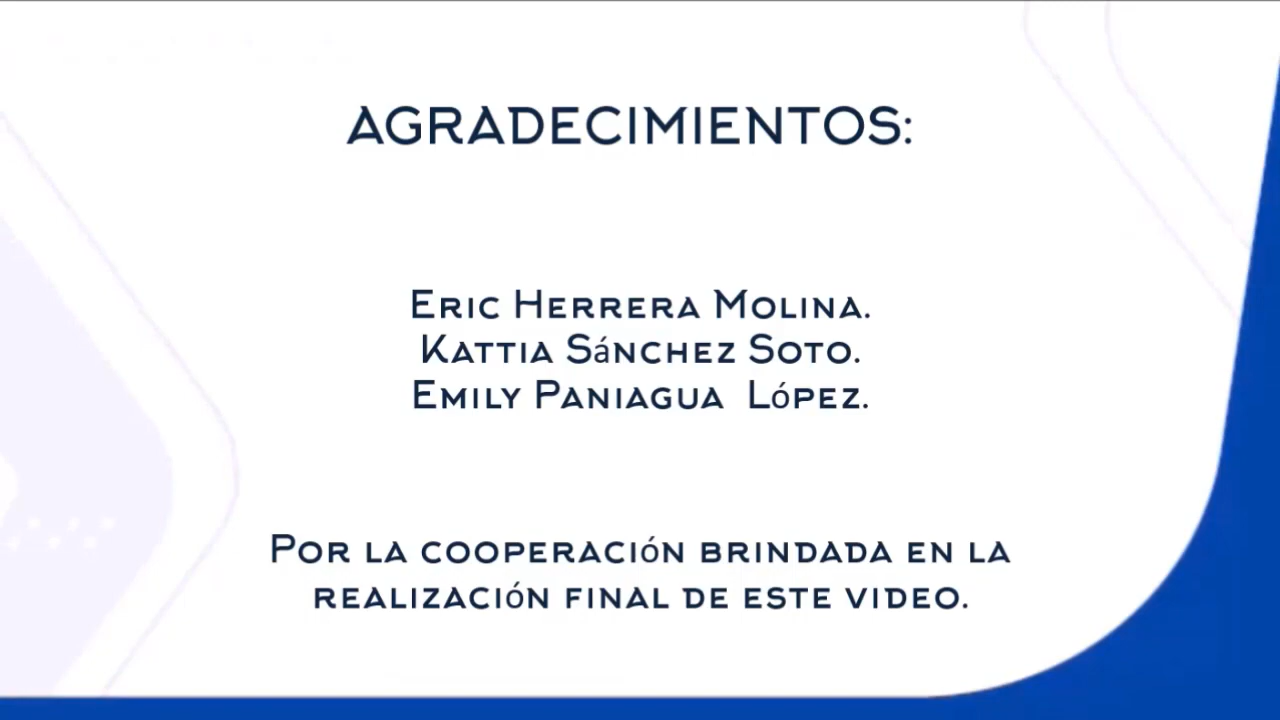 AGRADECIMIENTOS:
Eric Herrera Molina.
Kattia Sánchez Soto.
Emily Paniagua López.
Por la cooperación brindada en la
realización final de este video.